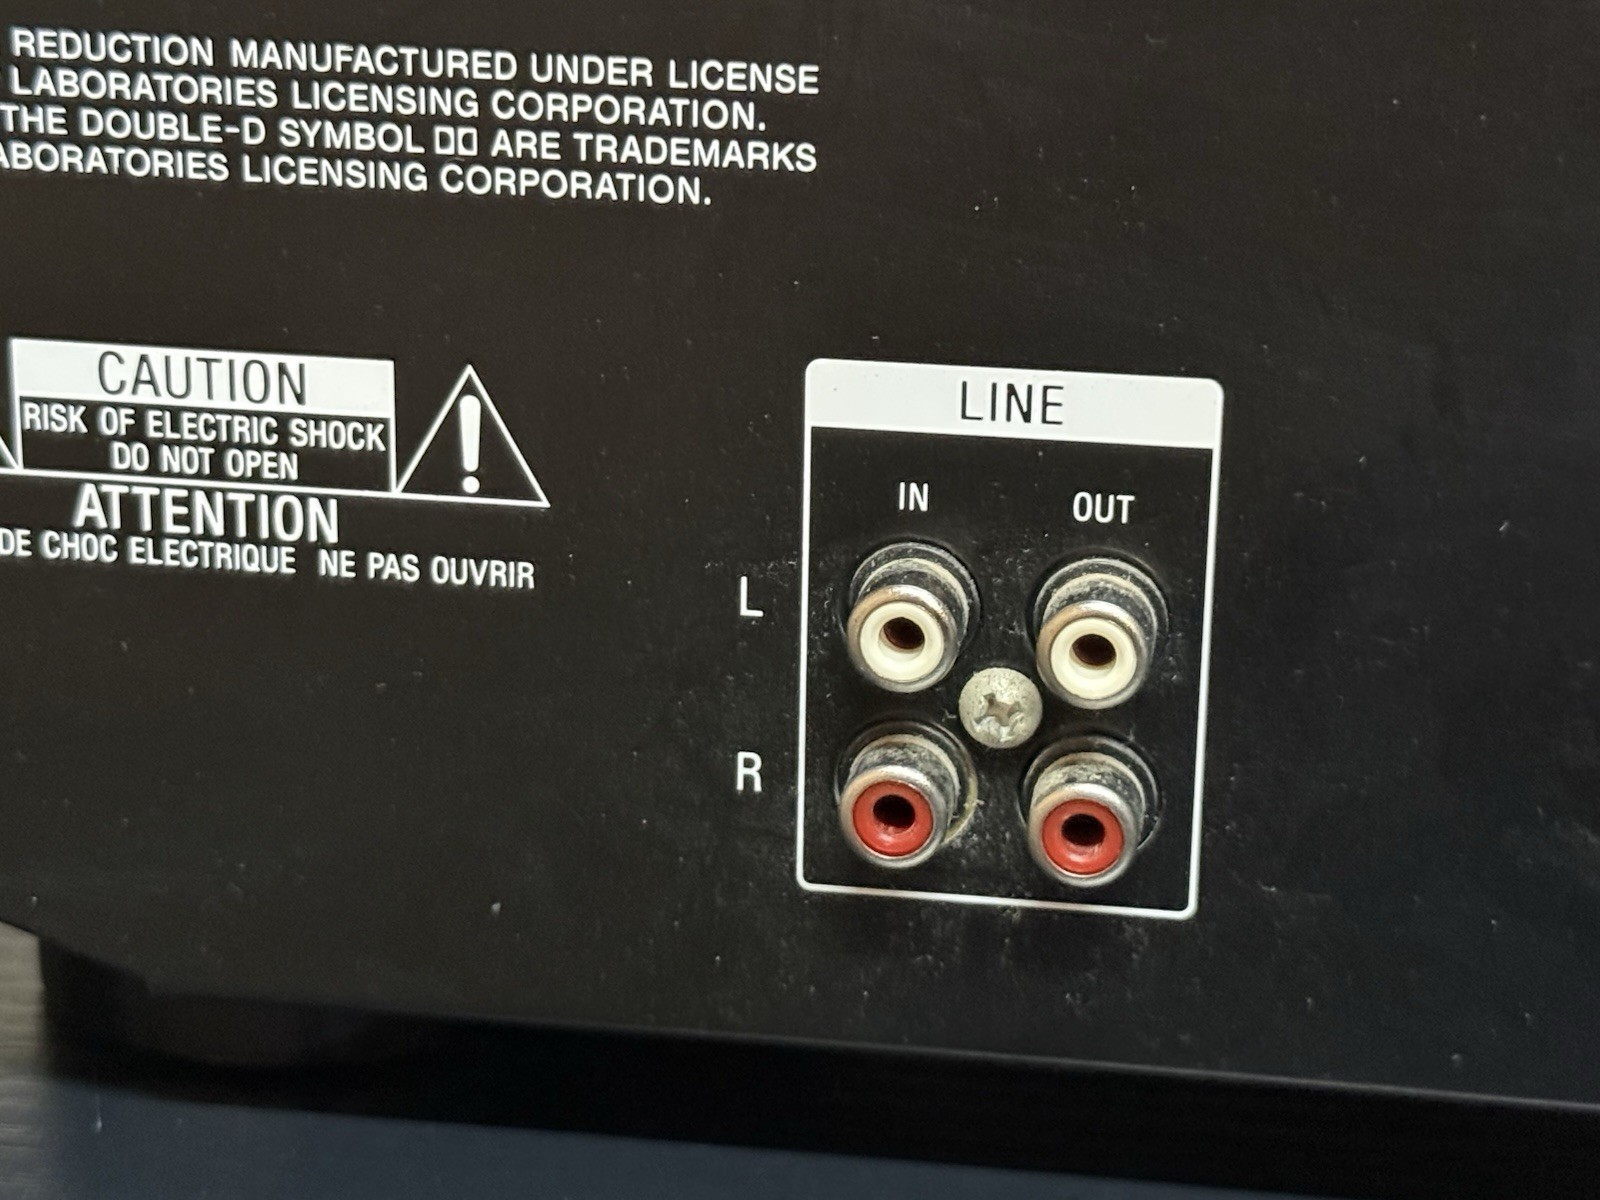 REDUCTION MANUFACTURED UNDER LICENSE
LABORATORIES LICENSING CORPORATION.
THE DOUBLE-D SYMBOL ARE TRADEMARKS
ABORATORIES LICENSING CORPORATION.
CAUTION
RISK OF ELECTRIC SHOCK
DO NOT OPEN
ATTENTION
DE CHOC ELECTRIQUE NE PAS OUVRIR
LINE
IN OUT
L
R